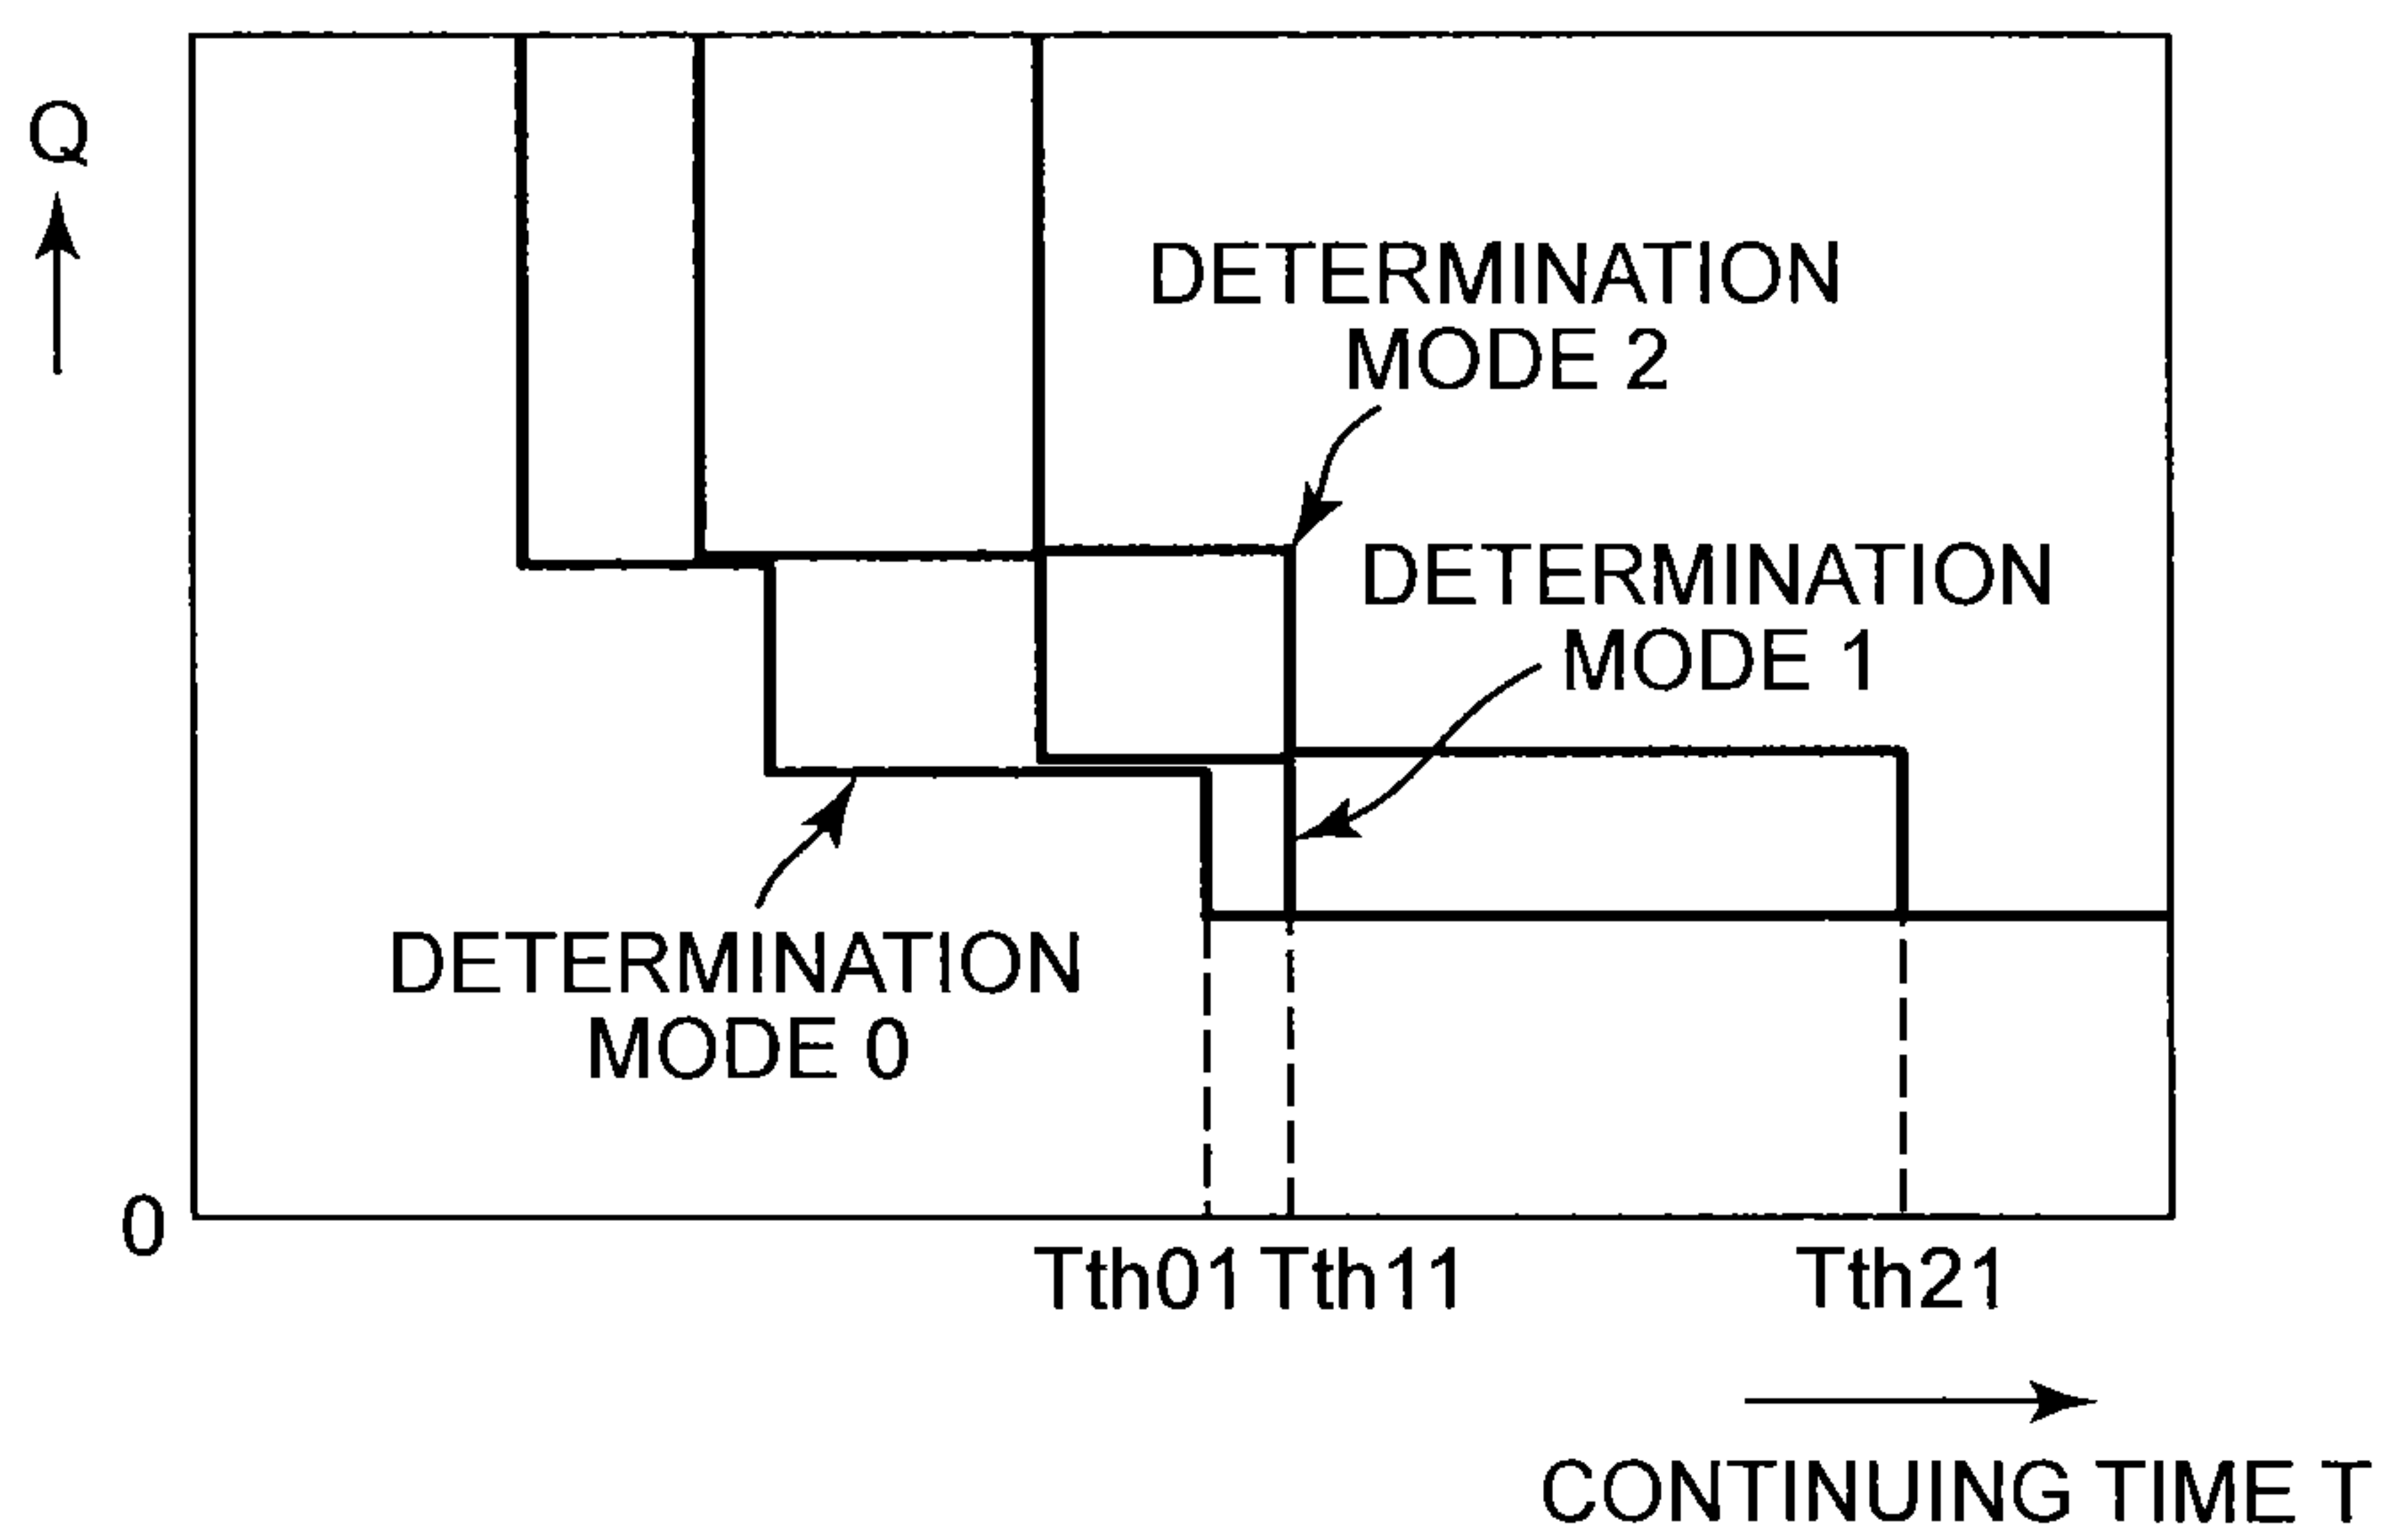 Q
DETERMINATION
MODE 2
DETERMINATION
MODE 1
DETERMINATION
MODE 0
0
Tth01 Tth11 Tth21
CONTINUING TIME T